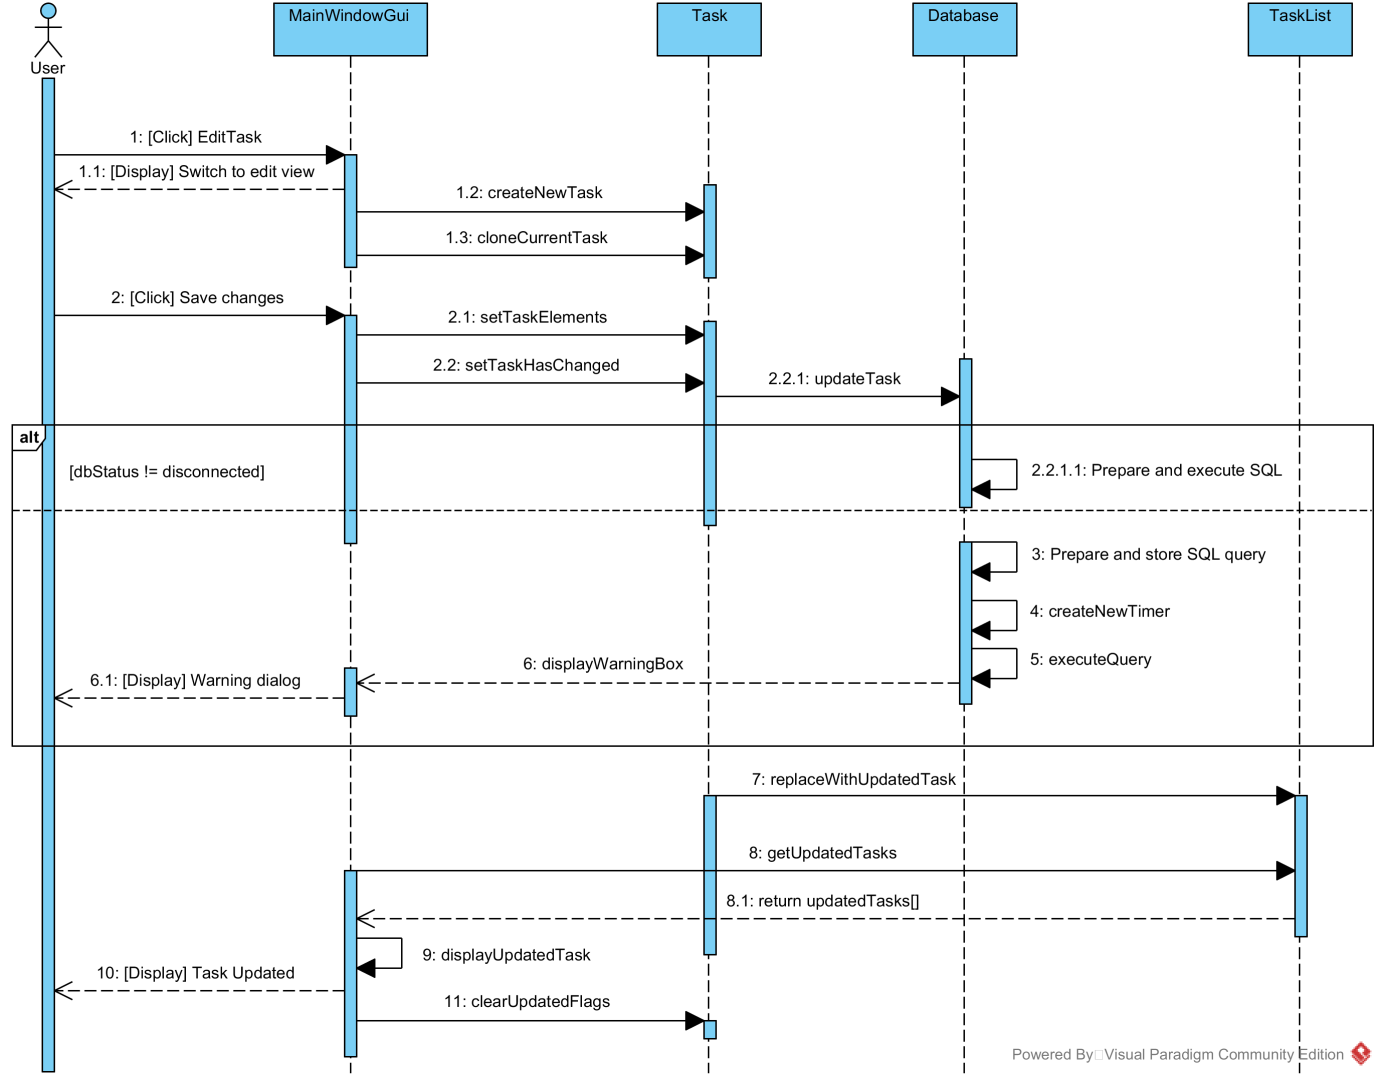 MainWindowGui
Task
Database
TaskList
User
1: [Click] EditTask
1.1: [Display] Switch to edit view
1.2: createNewTask
1.3: cloneCurrentTask
2: [Click] Save changes
2.1: setTaskElements
2.2: setTaskHasChanged
2.2.1: updateTask
alt
[dbStatus != disconnected]
2.2.1.1: Prepare and execute SQL
3: Prepare and store SQL query
4: createNewTimer
5: executeQuery
6: displayWarningBox
6.1: [Display] Warning dialog
7: replaceWithUpdatedTask
8: getUpdatedTasks
8.1: return updatedTasks[]
9: displayUpdatedTask
10: [Display] Task Updated
11: clearUpdatedFlags
Powered By Visual Paradigm Community Edition